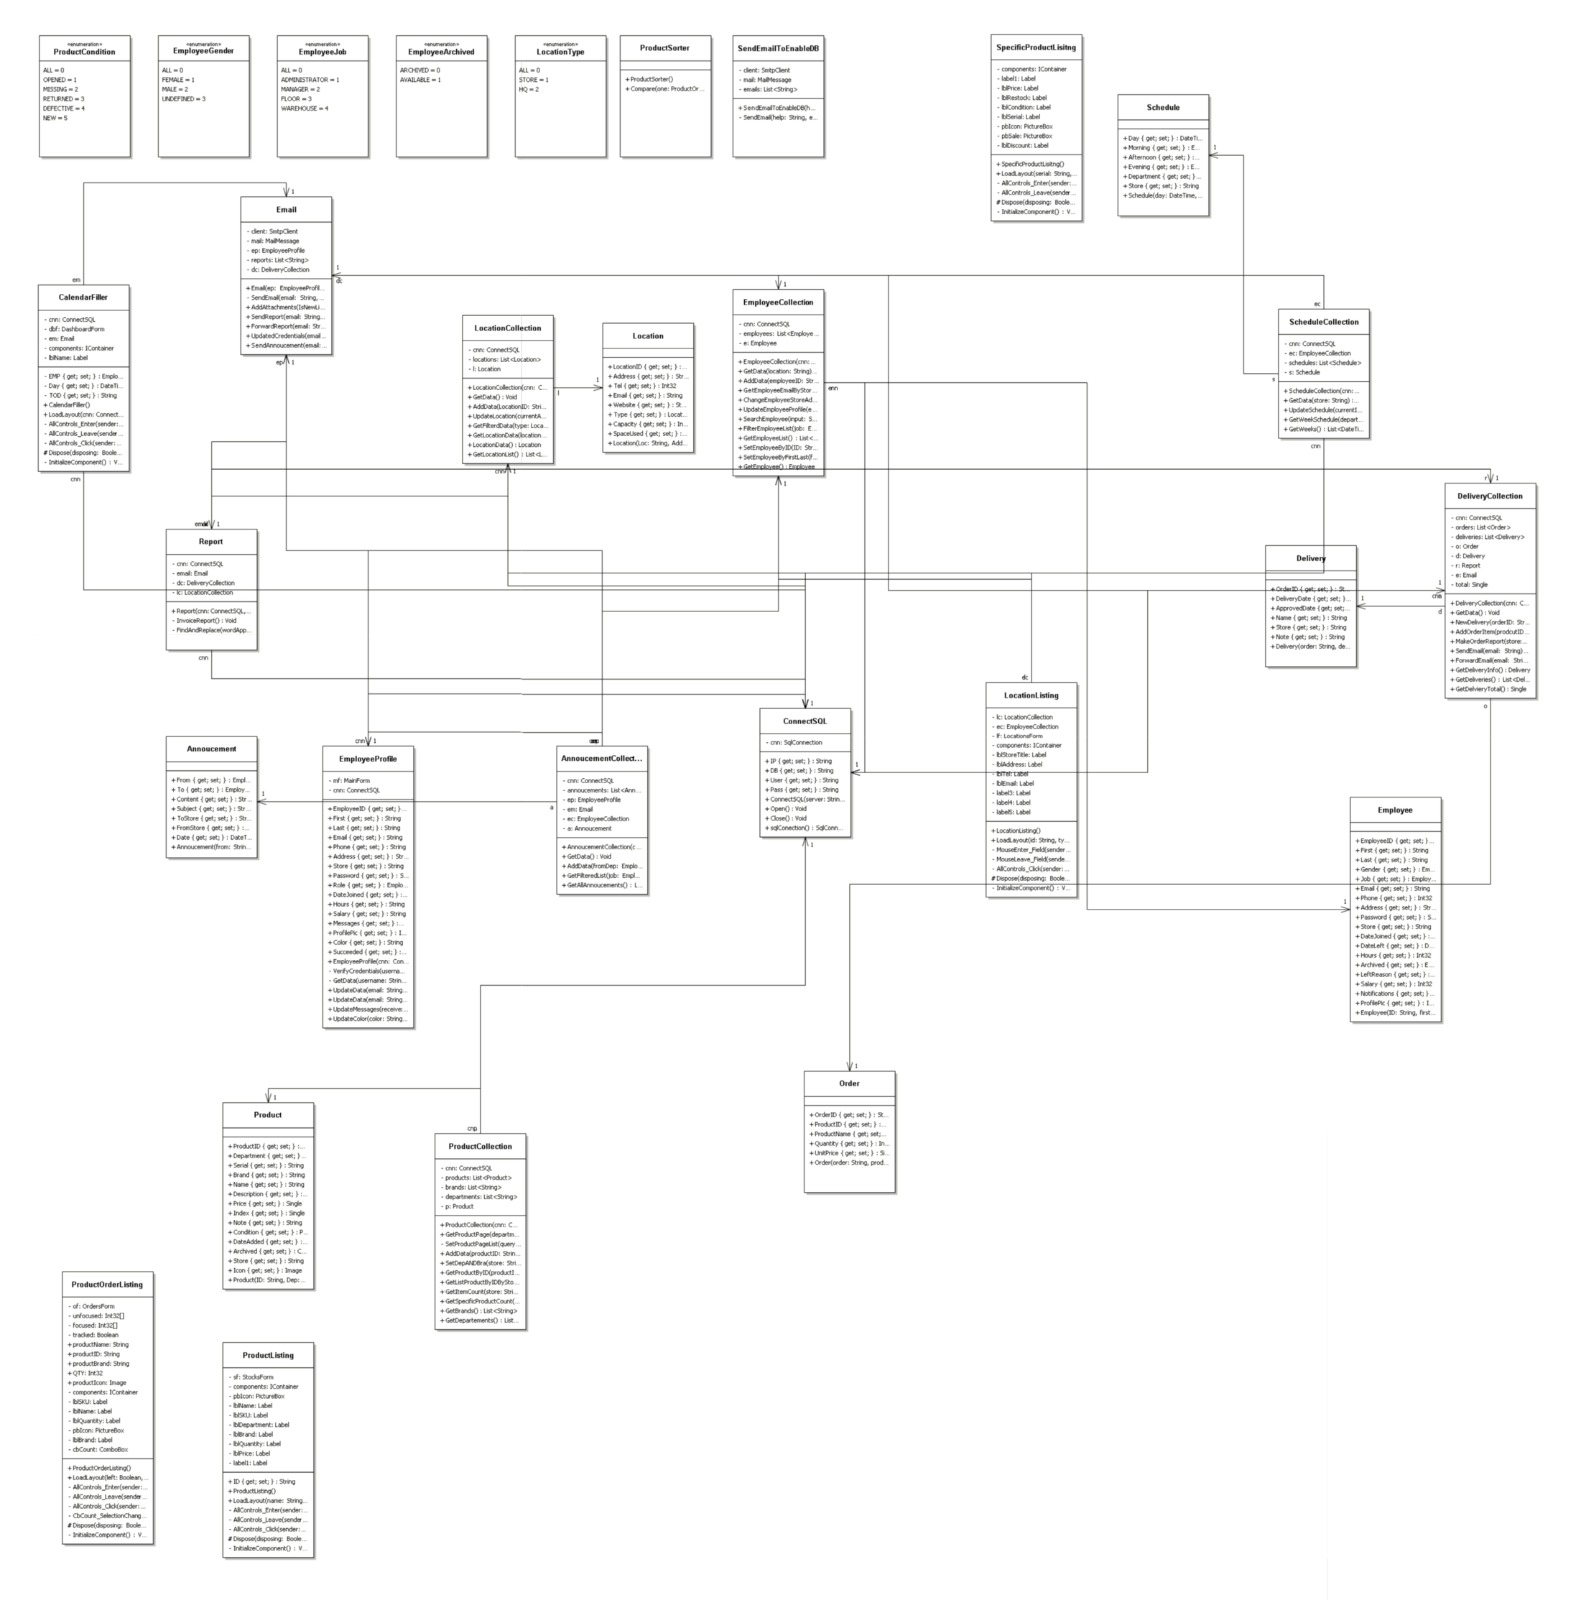 «enumeration»
ProductCondition
ALL = 0
OPENED = 1
MISSING = 2
RETURNED = 3
DEFECTIVE = 4
NEW = 5
«enumeration»
EmployeeGender
ALL = 0
FEMALE = 1
MALE = 2
UNDEFINED = 3
«enumeration»
EmployeeJob
ALL = 0
ADMINISTRATOR = 1
MANAGER = 2
FLOOR = 3
WAREHOUSE = 4
«enumeration»
EmployeeArchived
ARCHIVED = 0
AVAILABLE = 1
«enumeration»
LocationType
ALL = 0
STORE = 1
HQ = 2
ProductSorter
+ ProductSorter()
+ Compare(one: ProductOr...
SendEmailToEnableDB
- client: SmtpClient
- mail: MailMessage
- emails: List<String>
+ SendEmailToEnableDB(h...
- SendEmail(help: String, e...
SpecificProductLisitng
- components: IContainer
- label1: Label
- lblPrice: Label
- lblRestock: Label
- lblCondition: Label
- lblSerial: Label
- pbIcon: PictureBox
- pbSale: PictureBox
- lblDiscount: Label
+ SpecificProductLisitng()
+ LoadLayout(serial: String,...
- AllControls_Enter(sender:...
- AllControls_Leave(sender...
# Dispose(disposing: Boole...
- InitializeComponent() : V...
Schedule
+ Day { get; set; } : DateTi...
+ Morning { get; set; } : E...
+ Afternoon { get; set; } :...
+ Evening { get; set; } : E...
+ Department { get; set; }...
+ Store { get; set; } : String
+ Schedule(day: DateTime,...
1
1
Email
- client: SmtpClient
- mail: MailMessage
- ep: EmployeeProfile
- reports: List<String>
- dc: DeliveryCollection
+ Email(ep: EmployeeProfil...
- SendEmail(email: String,...
+ AddAttachments(IsNewLi...
+ SendReport(email: String...
+ ForwardReport(email: Str...
+ UpdatedCredentials(email...
+ SendAnnoucement(email:...
1
dc
ep
1
em
CalendarFiller
- cnn: ConnectSQL
- dbf: DashboardForm
- em: Email
- components: IContainer
- lblName: Label
- EMP { get; set; } : Emplo...
- Day { get; set; } : DateTi...
- TOD { get; set; } : String
+ CalendarFiller()
+ LoadLayout(cnn: Connect...
- AllControls_Enter(sender:...
- AllControls_Leave(sender...
- AllControls_Click(sender:...
# Dispose(disposing: Boole...
- InitializeComponent() : V...
cnn
LocationCollection
- cnn: ConnectSQL
- locations: List<Location>
- l: Location
+ LocationCollection(cnn: C...
+ GetData() : Void
+ AddData(LocationID: Stri...
+ UpdateLocation(currentA...
+ GetFilterdData(type: Loca...
+ GetLocationData(location...
+ LocationData() : Location
+ GetLocationList() : List<L...
cnn
1
l
1
Location
+ LocationID { get; set; } :...
+ Address { get; set; } : Str...
+ Tel { get; set; } : Int32
+ Email { get; set; } : String
+ Website { get; set; } : St...
+ Type { get; set; } : Locat...
+ Capacity { get; set; } : In...
+ SpaceUsed { get; set; } :...
+ Location(Loc: String, Add...
1
EmployeeCollection
- cnn: ConnectSQL
- employees: List<Employe...
- e: Employee
+ EmployeeCollection(cnn:...
+ GetData(location: String)...
+ AddData(employeeID: Str...
+ GetEmployeeEmailByStor...
+ ChangeEmployeeStoreAd...
+ UpdateEmployeeProfile(e...
+ SearchEmployee(input: S...
+ FilterEmployeeList(job: E...
+ GetEmployeeList() : List<...
+ SetEmployeeByID(ID: Str...
+ SetEmployeeByFirstLast(f...
+ GetEmployee() : Employee
1
ec
ScheduleCollection
- cnn: ConnectSQL
- ec: EmployeeCollection
- schedules: List<Schedule>
- s: Schedule
+ ScheduleCollection(cnn:...
+ GetData(store: String) :...
+ UpdateSchedule(currentI...
+ GetWeekSchedule(depart...
+ GetWeeks() : List<DateTi...
s
cnn
r
1
DeliveryCollection
- cnn: ConnectSQL
- orders: List<Order>
- deliveries: List<Delivery>
- o: Order
- d: Delivery
- r: Report
- e: Email
- total: Single
+ DeliveryCollection(cnn: C...
+ GetData() : Void
+ NewDelivery(orderID: Str...
+ AddOrderItem(prodcutID...
+ MakeOrderReport(store:...
+ SendEmail(email: String)...
+ ForwardEmail(email: Stri...
+ GetDeliveryInfo() : Delivery
+ GetDeliveries() : List<Del...
+ GetDelvieryTotal() : Single
1
d
o
Delivery
+ OrderID { get; set; } : St...
+ DeliveryDate { get; set; }...
+ ApprovedDate { get; set;...
+ Name { get; set; } : String
+ Store { get; set; } : String
+ Note { get; set; } : String
+ Delivery(order: String, de...
1
1
Report
- cnn: ConnectSQL
- email: Email
- dc: DeliveryCollection
- lc: LocationCollection
+ Report(cnn: ConnectSQL,...
- InvoiceReport() : Void
- FindAndReplace(wordApp...
cnn
dc
LocationListing
- lc: LocationCollection
- ec: EmployeeCollection
- lf: LocationsForm
- components: IContainer
- lblStoreTitle: Label
- lblAddress: Label
- lblTel: Label
- lblEmail: Label
- label3: Label
- label4: Label
- label5: Label
+ LocationListing()
+ LoadLayout(id: String, ty...
- MouseEnter_Field(sender...
- MouseLeave_Field(sende...
- AllControls_Click(sender:...
# Dispose(disposing: Boole...
- InitializeComponent() : V...
1
ConnectSQL
- cnn: SqlConnection
+ IP { get; set; } : String
+ DB { get; set; } : String
+ User { get; set; } : String
+ Pass { get; set; } : String
+ ConnectSQL(server: Strin...
+ Open() : Void
+ Close() : Void
+ sqlConection() : SqlConn...
1
1
Annoucement
+ From { get; set; } : Empl...
+ To { get; set; } : Employ...
+ Content { get; set; } : Str...
+ Subject { get; set; } : Str...
+ ToStore { get; set; } : Str...
+ FromStore { get; set; } :...
+ Date { get; set; } : DateT...
+ Annoucement(from: Strin...
1
cnn
1
EmployeeProfile
- mf: MainForm
- cnn: ConnectSQL
+ EmployeeID { get; set; }...
+ First { get; set; } : String
+ Last { get; set; } : String
+ Email { get; set; } : String
+ Phone { get; set; } : String
+ Address { get; set; } : Str...
+ Store { get; set; } : String
+ Password { get; set; } : S...
+ Role { get; set; } : Emplo...
+ DateJoined { get; set; } :...
+ Hours { get; set; } : String
+ Salary { get; set; } : String
+ Messages { get; set; } :...
+ ProfilePic { get; set; } : I...
+ Color { get; set; } : String
+ Succeeded { get; set; } :...
+ EmployeeProfile(cnn: Con...
- VerifyCredentials(userna...
- GetData(username: Strin...
+ UpdateData(email: String...
+ UpdateData(email: String...
+ UpdateMessages(receive:...
+ UpdateColor(color: String...
AnnoucementCollect...
- cnn: ConnectSQL
- annoucements: List<Ann...
- ep: EmployeeProfile
- em: Email
- ec: EmployeeCollection
- a: Annoucement
+ AnnoucementCollection(c...
+ GetData() : Void
+ AddData(fromDep: Emplo...
+ GetFilteredList(job: Empl...
+ GetAllAnnoucements() : L...
a
Employee
+ EmployeeID { get; set; }...
+ First { get; set; } : String
+ Last { get; set; } : String
+ Gender { get; set; } : Em...
+ Job { get; set; } : Employ...
+ Email { get; set; } : String
+ Phone { get; set; } : Int32
+ Address { get; set; } : Str...
+ Password { get; set; } : S...
+ Store { get; set; } : String
+ DateJoined { get; set; } :...
+ DateLeft { get; set; } : D...
+ Hours { get; set; } : Int32
+ Archived { get; set; } : E...
+ LeftReason { get; set; } :...
+ Salary { get; set; } : Int32
+ Notifications { get; set; }...
+ ProfilePic { get; set; } : I...
+ Employee(ID: String, first...
1
1
Order
+ OrderID { get; set; } : St...
+ ProductID { get; set; } :...
+ ProductName { get; set;...
+ Quantity { get; set; } : In...
+ UnitPrice { get; set; } : Si...
+ Order(order: String, prod...
1
Product
+ ProductID { get; set; } :...
+ Department { get; set; }...
+ Serial { get; set; } : String
+ Brand { get; set; } : String
+ Name { get; set; } : String
+ Description { get; set; } :...
+ Price { get; set; } : Single
+ Index { get; set; } : Single
+ Note { get; set; } : String
+ Condition { get; set; } : P...
+ DateAdded { get; set; } :...
+ Archived { get; set; } : C...
+ Store { get; set; } : String
+ Icon { get; set; } : Image
+ Product(ID: String, Dep:...
ProductCollection
- cnn: ConnectSQL
- products: List<Product>
- brands: List<String>
- departments: List<String>
- p: Product
+ ProductCollection(cnn: C...
+ GetProductPage(departm...
- SetProductPageList(query...
+ AddData(productID: Strin...
+ SetDepANDBra(store: Stri...
+ GetProductByID(productI...
+ GetListProductByIDBySto...
+ GetItemCount(store: Stri...
+ GetSpecificProductCount(...
+ GetBrands() : List<String>
+ GetDepartements() : List...
ProductOrderListing
- of: OrdersForm
- unfocused: Int32[]
- focused: Int32[]
- tracked: Boolean
+ productName: String
+ productID: String
+ productBrand: String
+ QTY: Int32
+ productIcon: Image
- components: IContainer
- lblSKU: Label
- lblName: Label
- lblQuantity: Label
- pbIcon: PictureBox
- lblBrand: Label
- cbCount: ComboBox
+ ProductOrderListing()
+ LoadLayout(left: Boolean,...
- AllControls_Enter(sender:...
- AllControls_Leave(sender...
- AllControls_Click(sender:...
- CbCount_SelectionChang...
# Dispose(disposing: Boole...
- InitializeComponent() : V...
ProductListing
- sf: StocksForm
- components: IContainer
- pbIcon: PictureBox
- lblName: Label
- lblSKU: Label
- lblDepartment: Label
- lblBrand: Label
- lblQuantity: Label
- lblPrice: Label
- label1: Label
+ ID { get; set; } : String
+ ProductListing()
+ LoadLayout(name: String...
- AllControls_Enter(sender:...
- AllControls_Leave(sender...
- AllControls_Click(sender:...
# Dispose(disposing: Boole...
- InitializeComponent() : V...